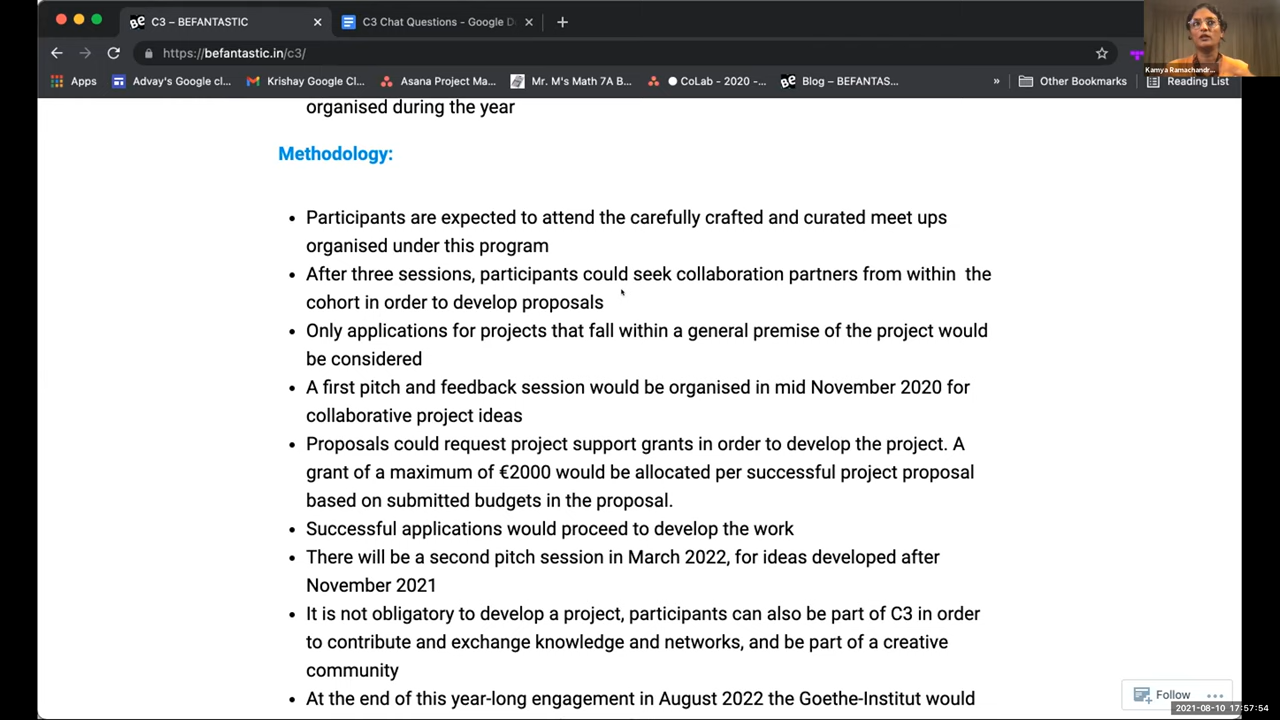 C3 – BEFANTASTIC
C3 Chat Questions - Google D
https://befantastic.in/c3/
Apps
Advay's Google cl...
Krishay Google Cl...
Asana P...
Mr. M's Math 7A B...
CoLab - 2020 -...
Blog – BEFANTAS...
»
Other Bookmarks
Reading List
Kamya Ramachandr...
organised during the year
Methodology:
• Participants are expected to attend the carefully crafted and curated meet ups
organised under this program
• After three sessions, participants could seek collaboration partners from within the
cohort in order to develop proposals
• Only applications for projects that fall within a general premise of the project would
be considered
• A first pitch and feedback session would be organised in mid November 2020 for
collaborative project ideas
• Proposals could request project support grants in order to develop the project. A
grant of a maximum of €2000 would be allocated per successful project proposal
based on submitted budgets in the proposal.
• Successful applications would proceed to develop the work
• There will be a second pitch session in March 2022, for ideas developed after
November 2021
• It is not obligatory to develop a project, participants can also be part of C3 in order
to contribute and exchange knowledge and networks, and be part of a creative
community
• At the end of this year-long engagement in August 2022 the Goethe-Institut would
Follow
2021-08-10 17:57:54